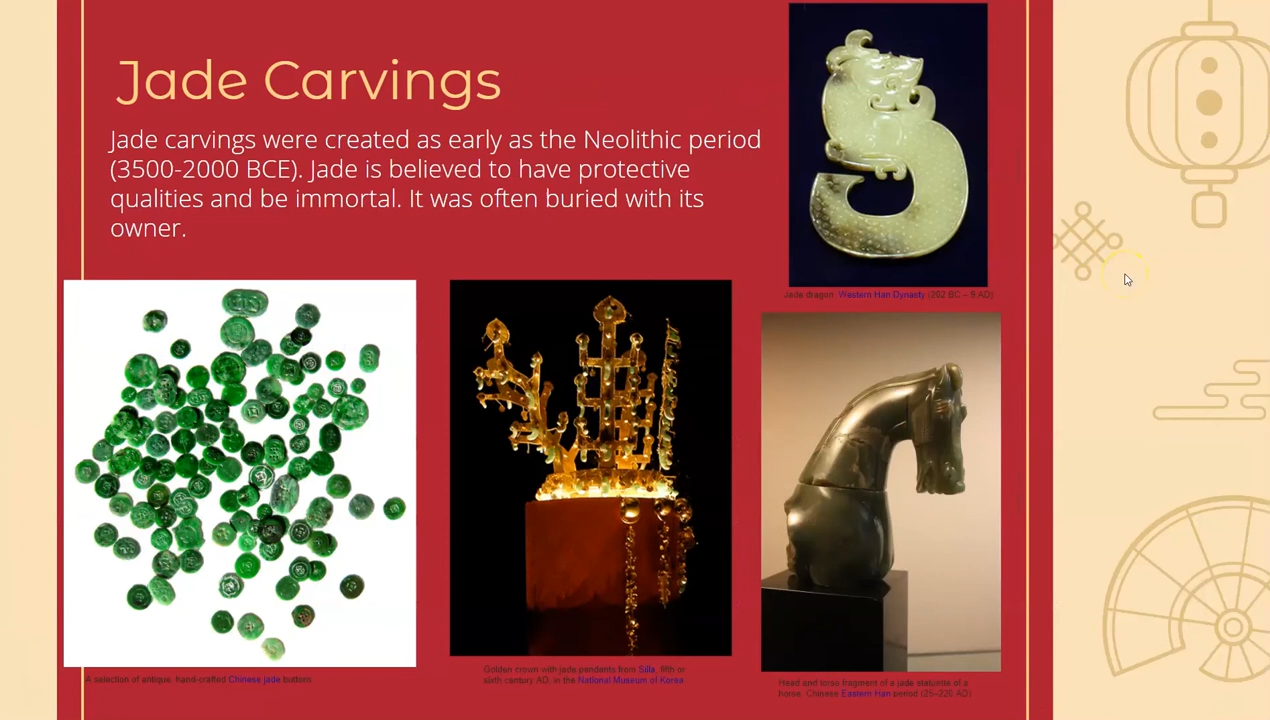 Jade Carvings
Jade carvings were created as early as the Neolithic period
(3500-2000 BCE). Jade is believed to have protective
qualities and be immortal. It was often buried with its
owner.
Jade dragon Western Han Dynasty (202 BC – 9 AD)
A selection of antique, hand-crafted Chinese jade buttons
Golden crown with jade pendants from Silla, fifth or
sixth century AD, in the National Museum of Korea
Head and torso fragment of a jade statuette of a
horse Chinese Eastern Han period (25–220 AD)